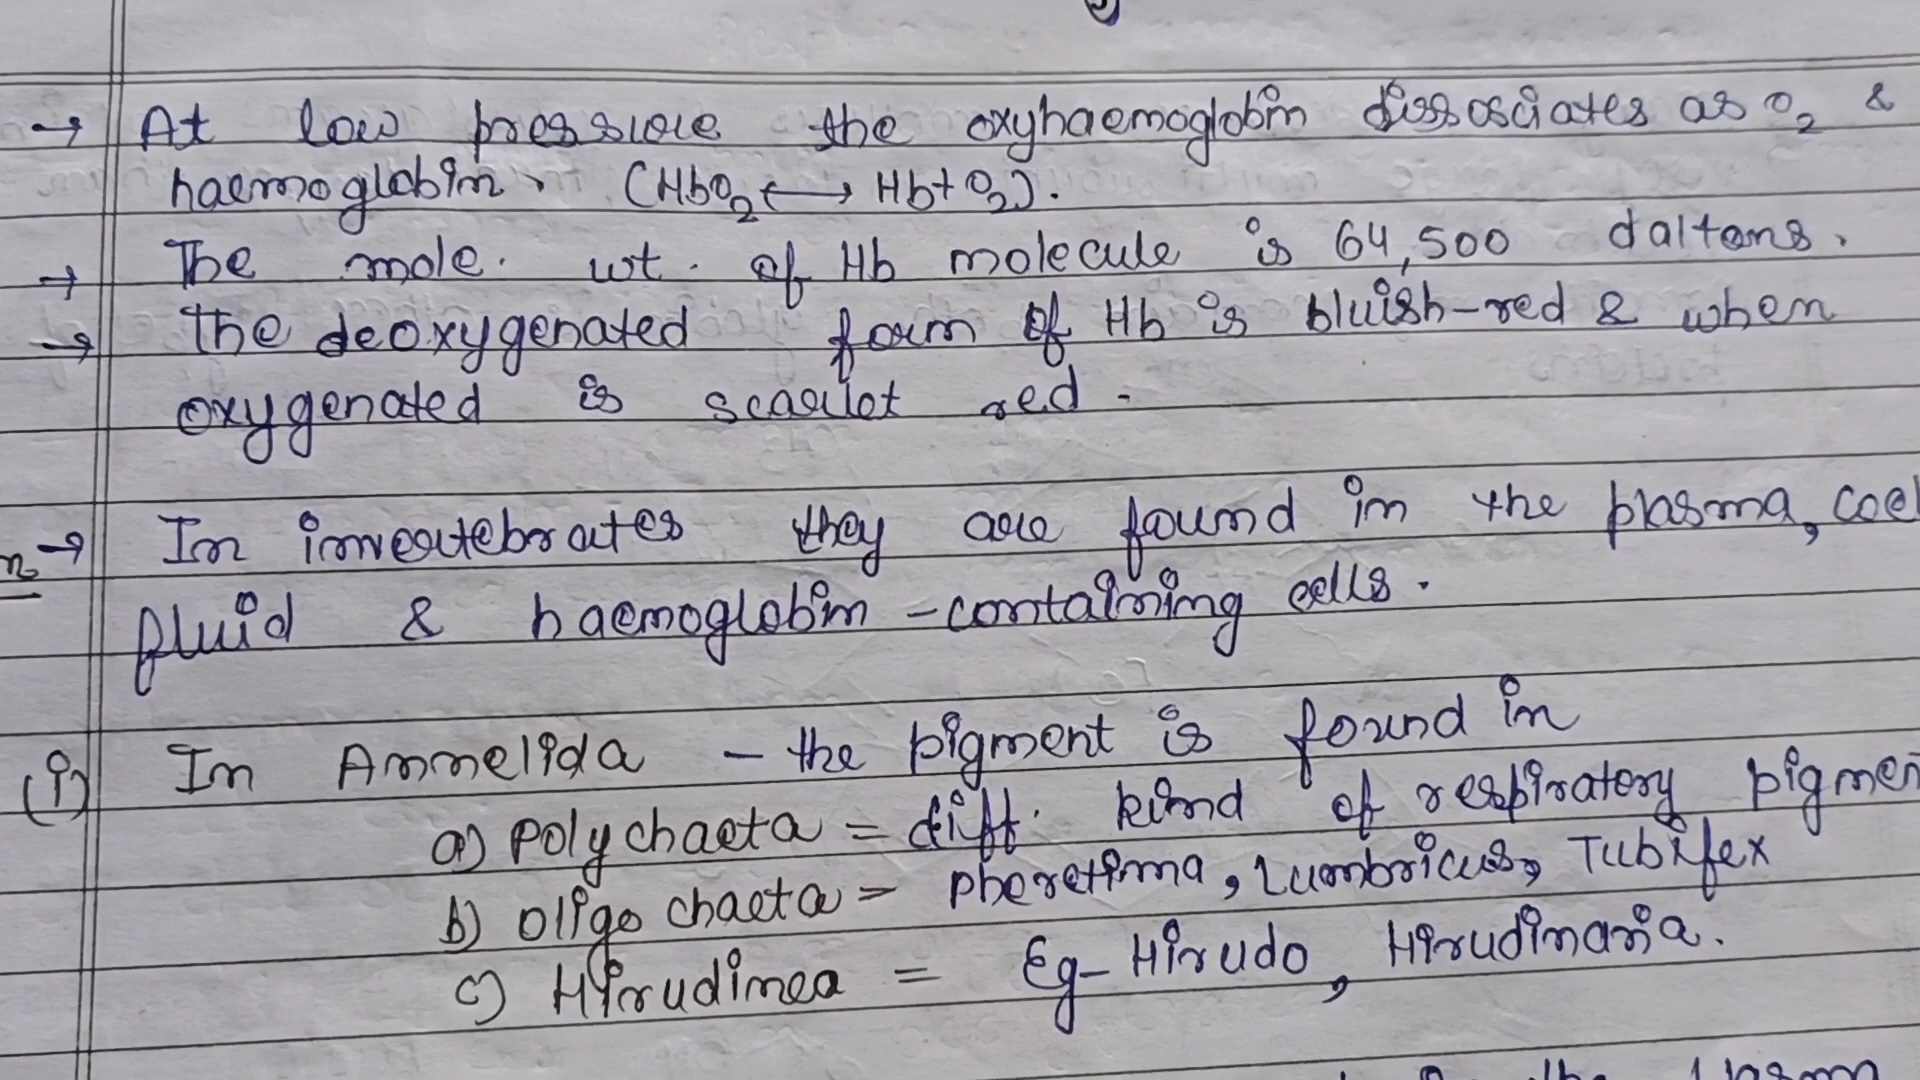 → At low pressure the oxyhaemoglobin dissosciates as O₂ &
haemoglobin. (HbO₂ ⟷ Hb + O₂).
→ The mole. wt. of Hb molecule is 64,500 daltons.
→ The deoxygenated form of Hb is bluish-red & when
oxygenated is scarlet red.
n → In invertebrates they are found in the plasma, coel
fluid & haemoglobin-containing cells.
(i) In Annelida - the pigment is found in
a) Polychaeta = diff. kind of respiratory pigmen
b) Oligochaeta = Pheretima, Lumbricus, Tubifex
c) Hirudinea = Eg- Hirudo, Hirudinaria.
the